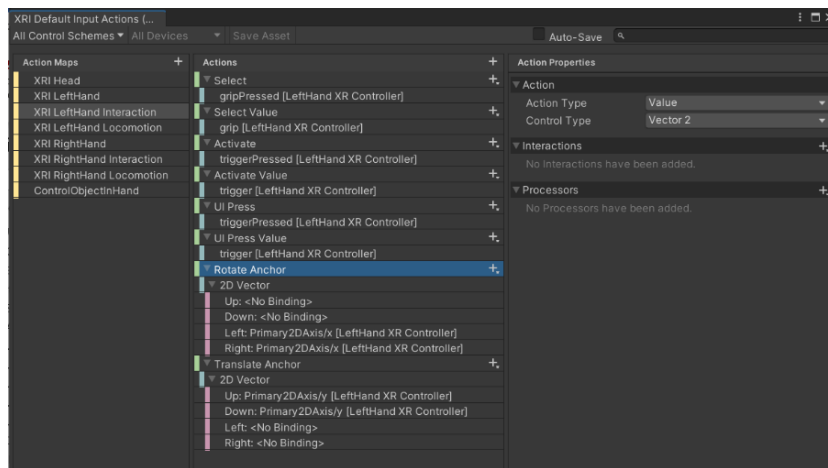 XRI Default Input Actions (...
All Control Schemes All Devices Save Asset Auto-Save
Action Maps
XRI Head
XRI LeftHand
XRI LeftHand Interaction
XRI LeftHand Locomotion
XRI RightHand
XRI RightHand Interaction
XRI RightHand Locomotion
ControlObjectInHand
Actions
Select
gripPressed [LeftHand XR Controller]
Select Value
grip [LeftHand XR Controller]
Activate
triggerPressed [LeftHand XR Controller]
Activate Value
trigger [LeftHand XR Controller]
UI Press
triggerPressed [LeftHand XR Controller]
UI Press Value
trigger [LeftHand XR Controller]
Rotate Anchor
2D Vector
Up: <No Binding>
Down: <No Binding>
Left: Primary2DAxis/x [LeftHand XR Controller]
Right: Primary2DAxis/x [LeftHand XR Controller]
Translate Anchor
2D Vector
Up: Primary2DAxis/y [LeftHand XR Controller]
Down: Primary2DAxis/y [LeftHand XR Controller]
Left: <No Binding>
Right: <No Binding>
Action Properties
Action
Action Type Value
Control Type Vector 2
Interactions
No Interactions have been added.
Processors
No Processors have been added.